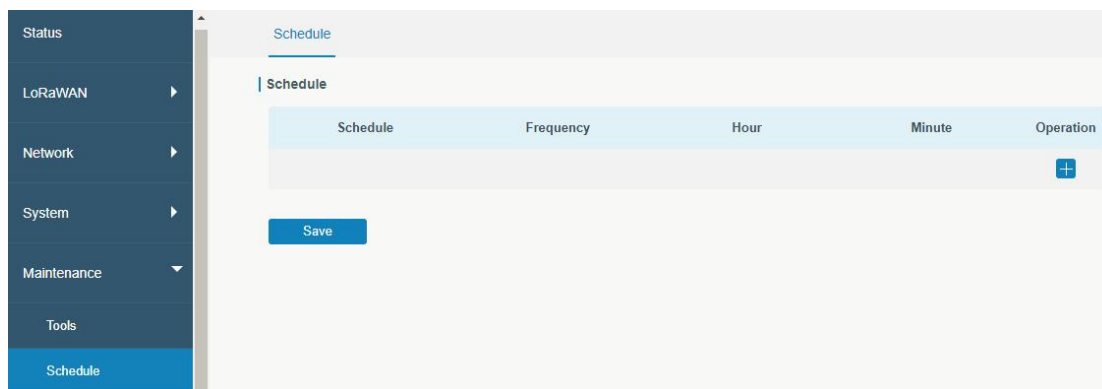 Status
LoRaWAN
Network
System
Maintenance
Tools
Schedule
Schedule
Schedule
Schedule Frequency Hour Minute Operation
Save